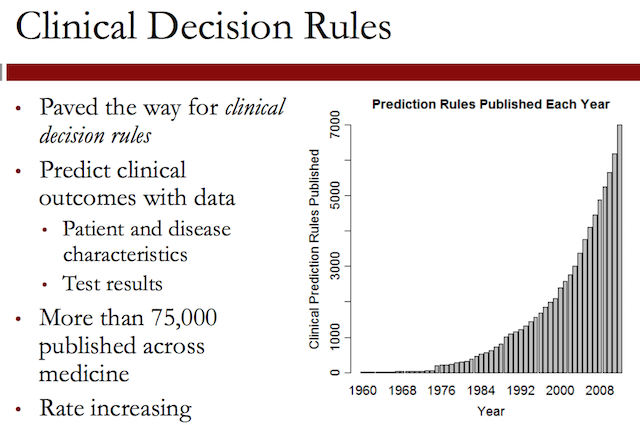 Clinical Decision Rules
• Paved the way for clinical
decision rules
• Predict clinical
outcomes with data
• Patient and disease
characteristics
• Test results
• More than 75,000
published across
medicine
• Rate increasing
Prediction Rules Published Each Year
Clinical Prediction Rules Published
7000
5000
3000
1000
0
1960 1968 1976 1984 1992 2000 2008
Year